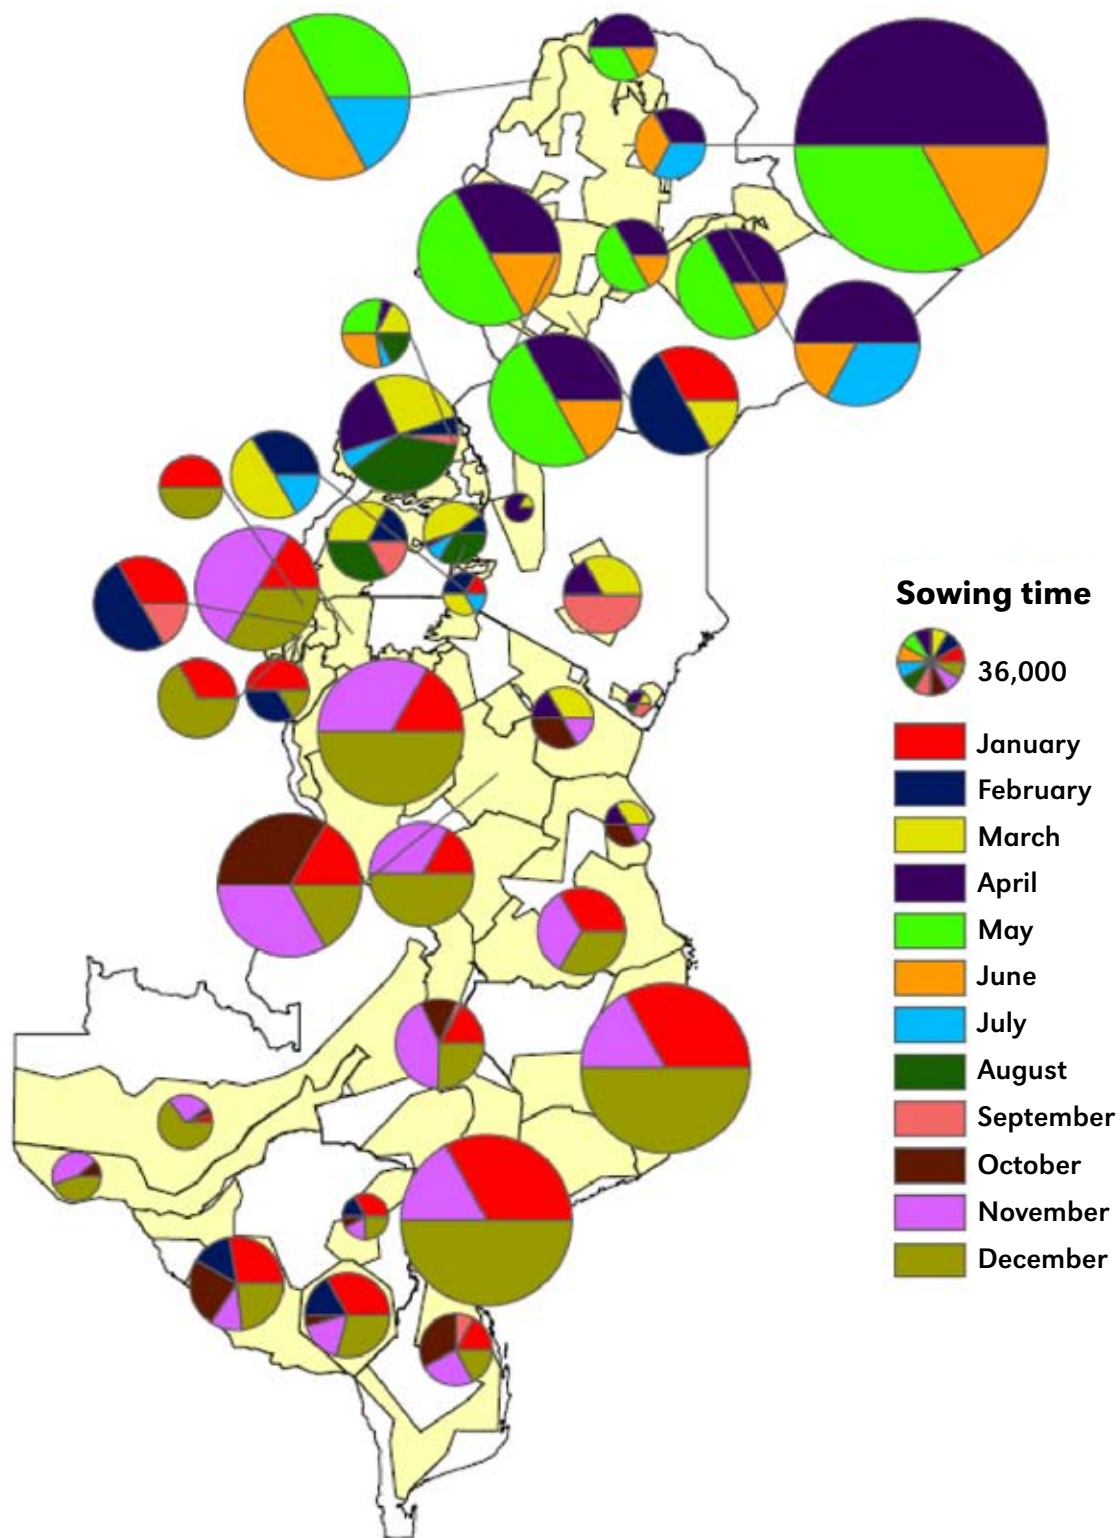 Sowing time
36,000
January
February
March
April
May
June
July
August
September
October
November
December